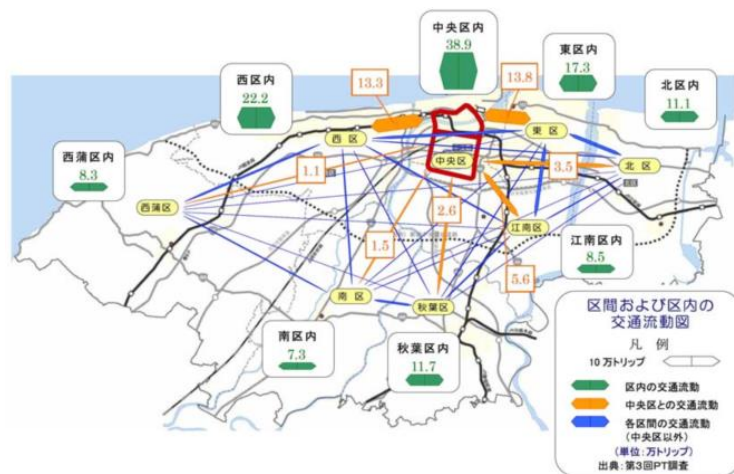 中央区内
38.9
東区内
17.3
北区内
11.1
西区内
22.2
13.3
13.8
西蒲区内
8.3
西区
東区
中央区
北区
西蒲区
1.1
3.5
2.6
江南区
1.5
江南区内
8.5
5.6
南区
秋葉区
南区内
7.3
秋葉区内
11.7
区間および区内の
交通流動図
凡 例
10万トリップ
区内の交通流動
中央区との交通流動
各区間の交通流動
(中央区以外)
(単位:万トリップ)
出典:第3回PT調査